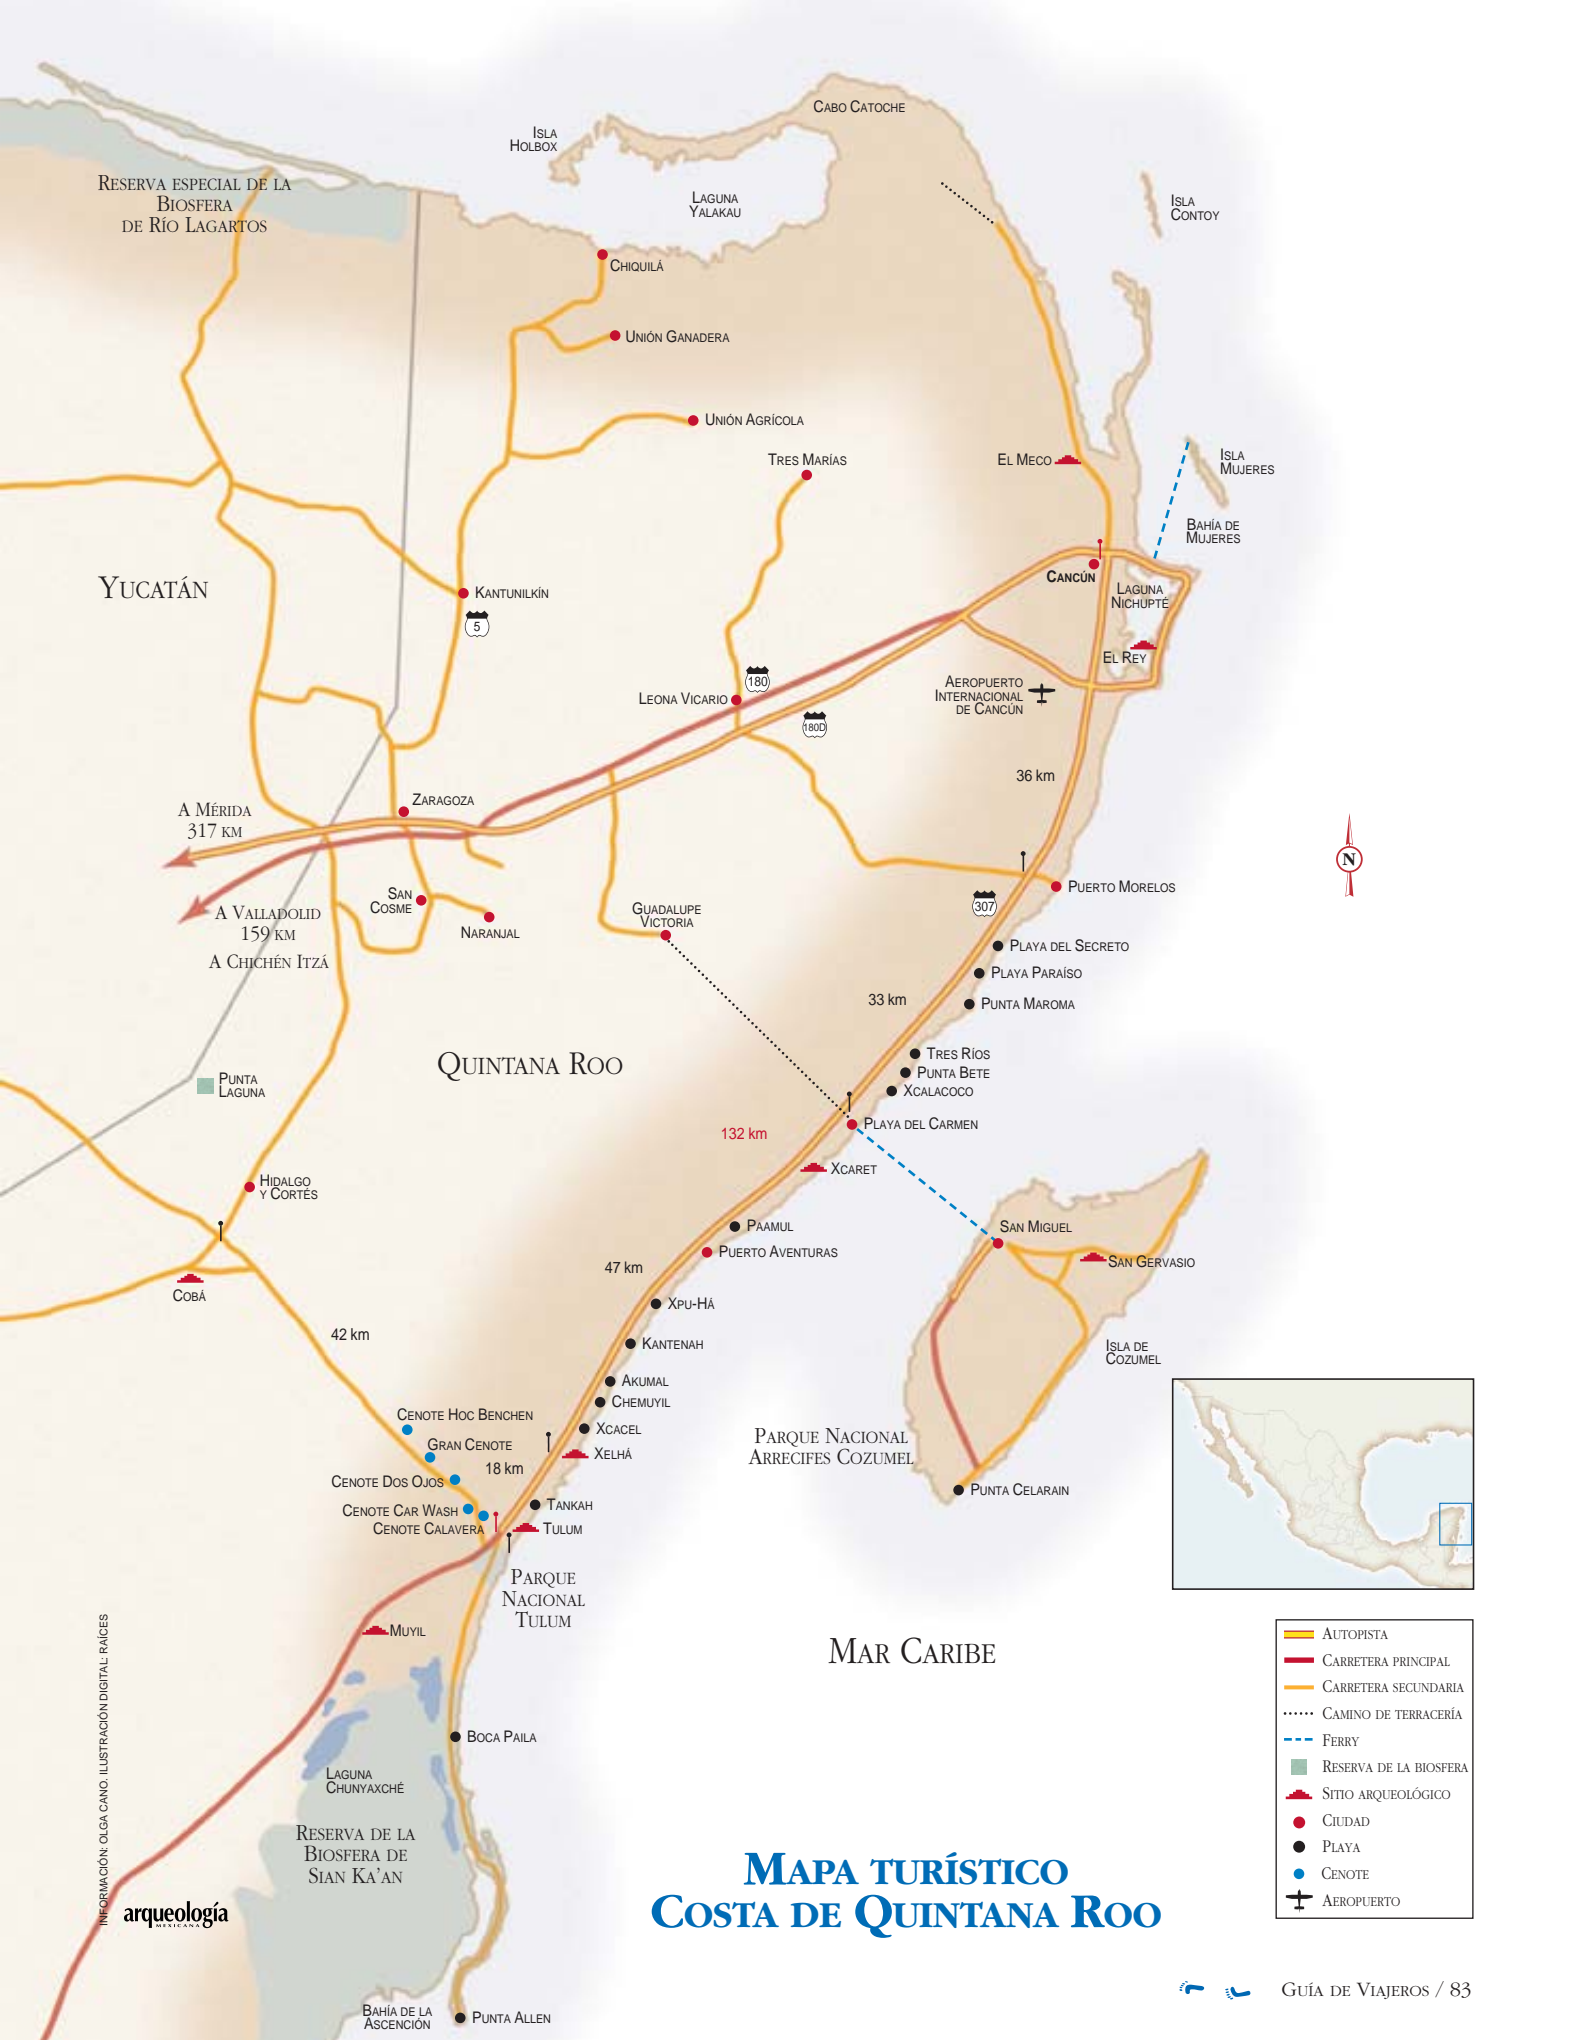 CABO CATOCHE
ISLA
HOLBOX
RESERVA ESPECIAL DE LA
BIOSFERA
DE RÍO LAGARTOS
LAGUNA
YALAKAU
ISLA
CONTOY
CHIQUILÁ
UNIÓN GANADERA
UNIÓN AGRÍCOLA
TRES MARÍAS
EL MECO
ISLA
MUJERES
BAHÍA DE
MUJERES
YUCATÁN
CANCÚN
KANTUNILKÍN
5
LAGUNA
NICHUPTÉ
EL REY
180
LEONA VICARIO
AEROPUERTO
INTERNACIONAL
DE CANCÚN
180D
36 km
ZARAGOZA
A MÉRIDA
317 KM
N
PUERTO MORELOS
307
SAN
COSME
A VALLADOLID
159 KM
NARANJAL
GUADALUPE
VICTORIA
A CHICHÉN ITZÁ
PLAYA DEL SECRETO
PLAYA PARAÍSO
33 km
PUNTA MAROMA
QUINTANA ROO
TRES RÍOS
PUNTA BETE
XCALACOCO
PUNTA
LAGUNA
PLAYA DEL CARMEN
132 km
XCARET
HIDALGO
Y CORTÉS
PAAMUL
SAN MIGUEL
PUERTO AVENTURAS
SAN GERVASIO
47 km
COBÁ
XPU-HÁ
42 km
KANTENAH
ISLA DE
COZUMEL
AKUMAL
CHEMUYIL
CENOTE HOC BENCHEN
XCACEL
GRAN CENOTE
XELHÁ
PARQUE NACIONAL
ARRECIFES COZUMEL
18 km
CENOTE DOS OJOS
PUNTA CELARAIN
TANKAH
CENOTE CAR WASH
CENOTE CALAVERA
TULUM
PARQUE
NACIONAL
TULUM
MUYIL
MAR CARIBE
BOCA PAILA
LAGUNA
CHUNYAXCHÉ
RESERVA DE LA
BIOSFERA DE
SIAN KA'AN
BAHÍA DE LA
ASCENCIÓN
PUNTA ALLEN
AUTOPISTA
CARRETERA PRINCIPAL
CARRETERA SECUNDARIA
CAMINO DE TERRACERÍA
FERRY
RESERVA DE LA BIOSFERA
SITIO ARQUEOLÓGICO
CIUDAD
PLAYA
CENOTE
AEROPUERTO
MAPA TURÍSTICO
COSTA DE QUINTANA ROO
INFORMACIÓN: OLGA CANO. ILUSTRACIÓN DIGITAL: RAÍCES
arqueología
MEXICANA
GUÍA DE VIAJEROS / 83